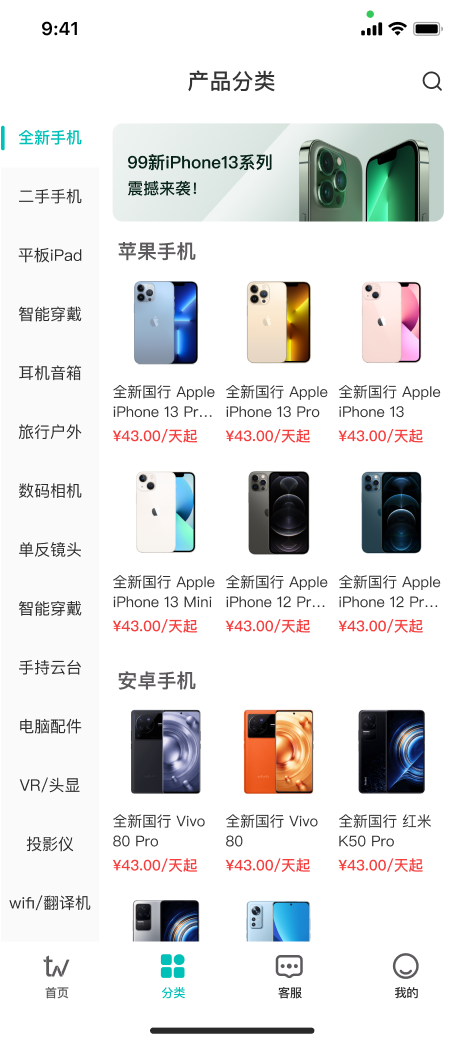 9:41
产品分类
全新手机
二手手机
平板iPad
智能穿戴
耳机音箱
旅行户外
数码相机
单反镜头
智能穿戴
手持云台
电脑配件
VR/头显
投影仪
wifi/翻译机
99新iPhone13系列
震撼来袭！
苹果手机
全新国行 Apple
iPhone 13 Pr...
¥43.00/天起
全新国行 Apple
iPhone 13 Pro
¥43.00/天起
全新国行 Apple
iPhone 13
¥43.00/天起
全新国行 Apple
iPhone 13 Mini
¥43.00/天起
全新国行 Apple
iPhone 12 Pr...
¥43.00/天起
全新国行 Apple
iPhone 12 Pr...
¥43.00/天起
安卓手机
全新国行 Vivo
80 Pro
¥43.00/天起
全新国行 Vivo
80
¥43.00/天起
全新国行 红米
K50 Pro
¥43.00/天起
首页
分类
客服
我的